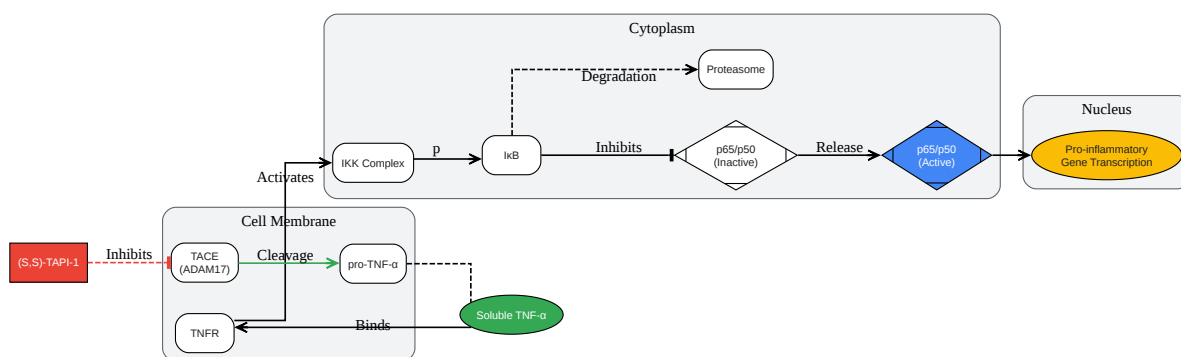 Cytoplasm
Degradation
Proteasome
Nucleus
IKK Complex
p
IκB
Inhibits
p65/p50
(Inactive)
Release
p65/p50
(Active)
Pro-inflammatory
Gene Transcription
Activates
Cell Membrane
(S,S)-TAPI-1
Inhibits
TACE
(ADAM17)
Cleavage
pro-TNF-α
Soluble TNF-α
TNFR
Binds